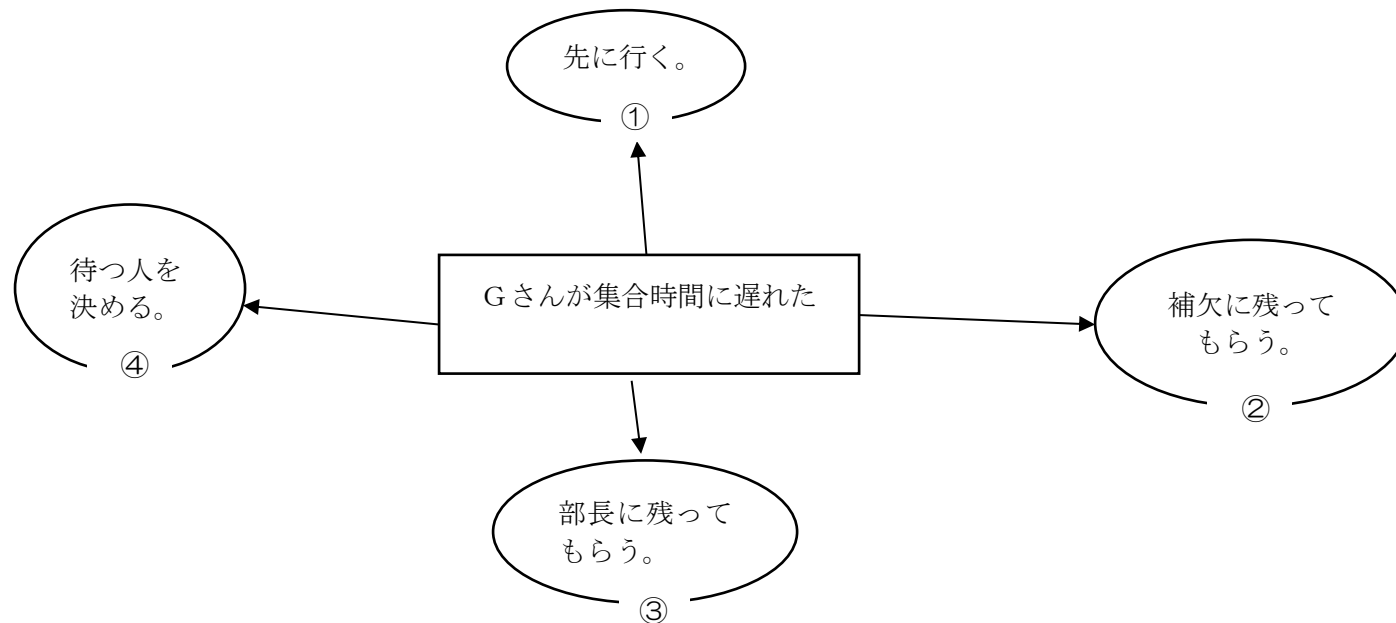 先に行く。
①
待つ人を
決める。
④
Ｇさんが集合時間に遅れた
補欠に残って
もらう。
②
部長に残って
もらう。
③